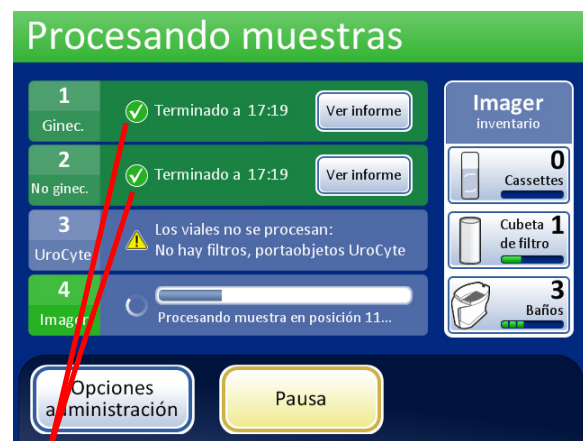 Procesando muestras
1
Ginec.
Terminado a 17:19
Ver informe
2
No ginec.
Terminado a 17:19
Ver informe
3
UroCyte
Los viales no se procesan:
No hay filtros, portaobjetos UroCyte
4
Imager
Procesando muestra en posición 11...
Imager
inventario
0
Cassettes
Cubeta 1
de filtro
3
Baños
Opciones
administración
Pausa